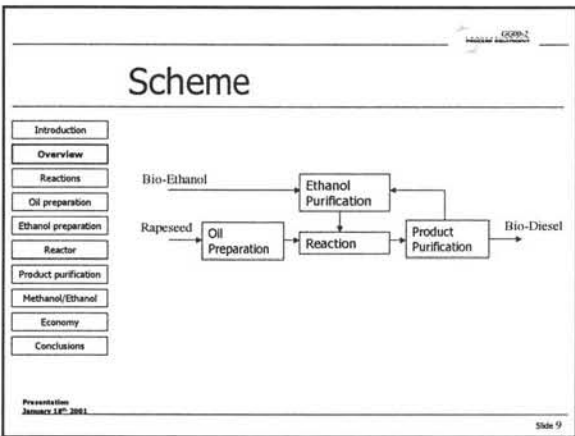 Scheme
Introduction
Overview
Reactions
Oil preparation
Ethanol preparation
Reactor
Product purification
Methanol/Ethanol
Economy
Conclusions
Bio-Ethanol
Ethanol
Purification
Rapeseed
Oil
Preparation
Reaction
Product
Purification
Bio-Diesel
Presentation
January 18th 2001
Slide 9